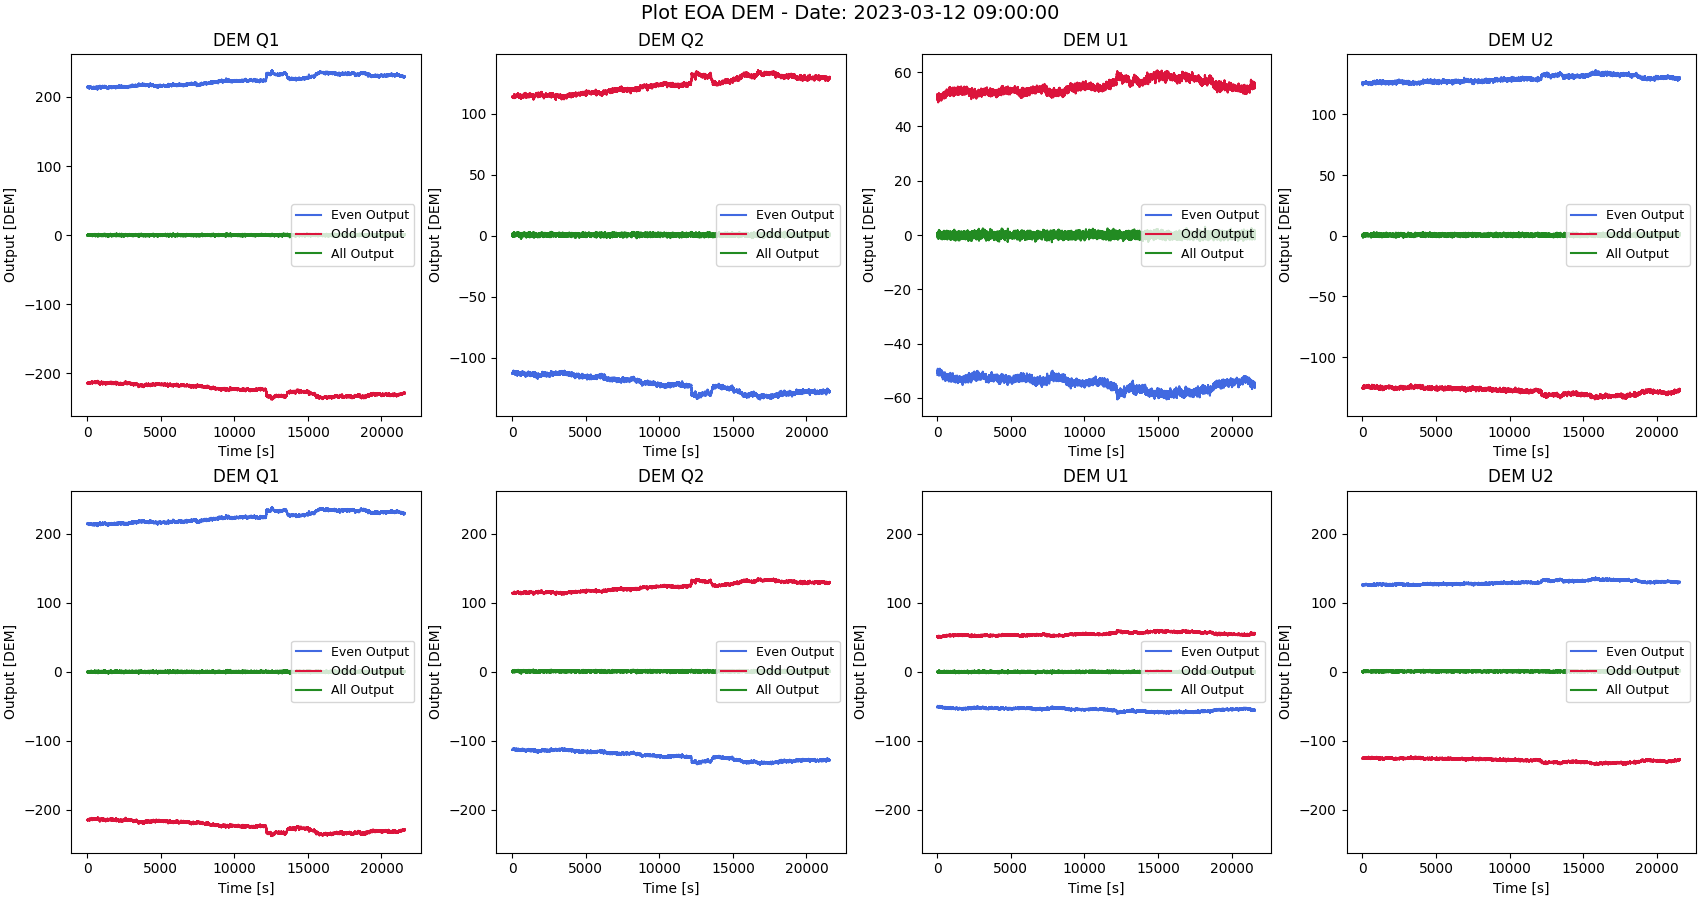 Plot EOA DEM - Date: 2023-03-12 09:00:00
DEM Q1
Output [DEM]
200
100
0
−100
−200
Even Output
Odd Output
All Output
0 5000 10000 15000 20000
Time [s]
DEM Q2
Output [DEM]
100
50
0
−50
−100
Even Output
Odd Output
All Output
0 5000 10000 15000 20000
Time [s]
DEM U1
Output [DEM]
60
40
20
0
−20
−40
−60
Even Output
Odd Output
All Output
0 5000 10000 15000 20000
Time [s]
DEM U2
Output [DEM]
100
50
0
−50
−100
Even Output
Odd Output
All Output
0 5000 10000 15000 20000
Time [s]
DEM Q1
Output [DEM]
200
100
0
−100
−200
Even Output
Odd Output
All Output
0 5000 10000 15000 20000
Time [s]
DEM Q2
Output [DEM]
200
100
0
−100
−200
Even Output
Odd Output
All Output
0 5000 10000 15000 20000
Time [s]
DEM U1
Output [DEM]
200
100
0
−100
−200
Even Output
Odd Output
All Output
0 5000 10000 15000 20000
Time [s]
DEM U2
Output [DEM]
200
100
0
−100
−200
Even Output
Odd Output
All Output
0 5000 10000 15000 20000
Time [s]